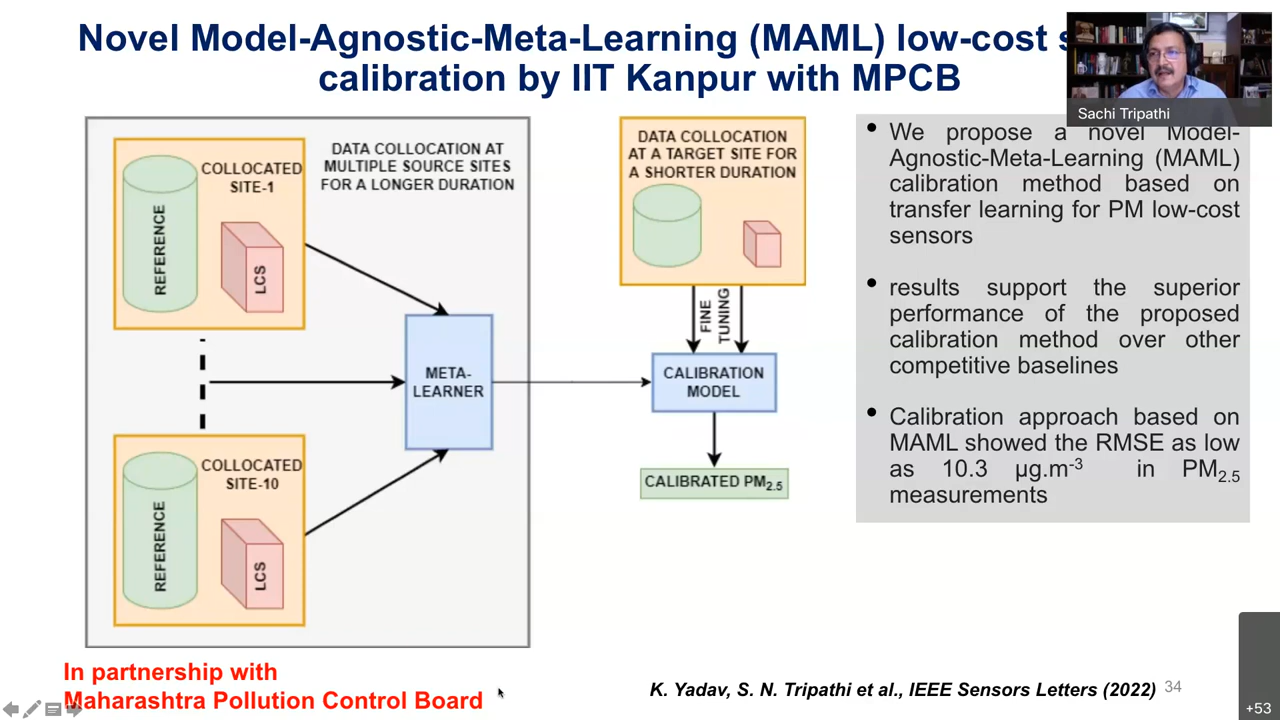 Novel Model-Agnostic-Meta-Learning (MAML) low-cost
calibration by IIT Kanpur with MPCB
Sachi Tripathi
COLLOCATED
SITE-1
REFERENCE
LCS
DATA COLLOCATION AT
MULTIPLE SOURCE SITES
FOR A LONGER DURATION
META-
LEARNER
COLLOCATED
SITE-10
REFERENCE
LCS
DATA COLLOCATION
AT A TARGET SITE FOR
A SHORTER DURATION
FINE
TUNING
CALIBRATION
MODEL
CALIBRATED PM2.5
• We propose a novel Model-
Agnostic-Meta-Learning (MAML)
calibration method based on
transfer learning for PM low-cost
sensors
• results support the superior
performance of the proposed
calibration method over other
competitive baselines
• Calibration approach based on
MAML showed the RMSE as low
as 10.3 µg.m-3 in PM2.5
measurements
In partnership with
Maharashtra Pollution Control Board
K. Yadav, S. N. Tripathi et al., IEEE Sensors Letters (2022)
34
+53